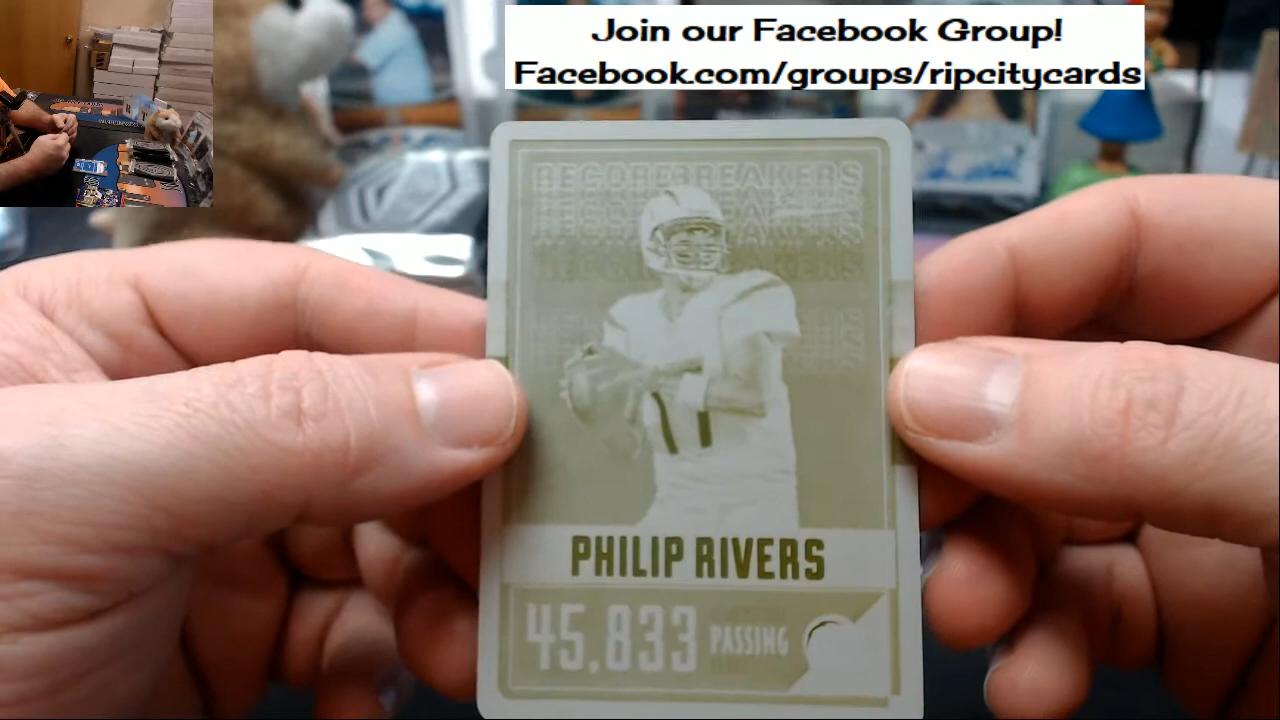 Join our Facebook Group!
Facebook.com/groups/ripcitycards
RECORD BREAKERS
PHILIP RIVERS
45,833 PASSING